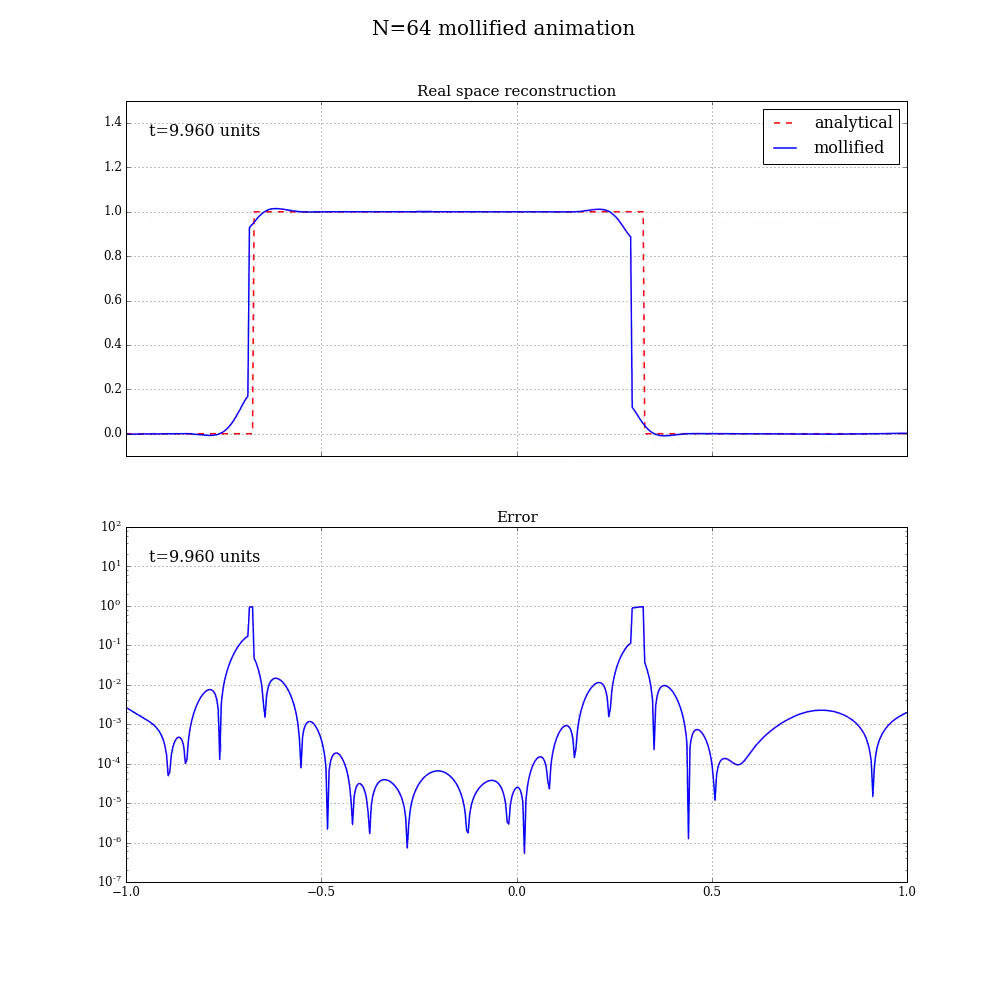 N=64 mollified animation
Real space reconstruction
t=9.960 units
analytical
mollified
1.4
1.2
1.0
0.8
0.6
0.4
0.2
0.0
Error
t=9.960 units
10²
10¹
10⁰
10⁻¹
10⁻²
10⁻³
10⁻⁴
10⁻⁵
10⁻⁶
10⁻⁷
−1.0 −0.5 0.0 0.5 1.0